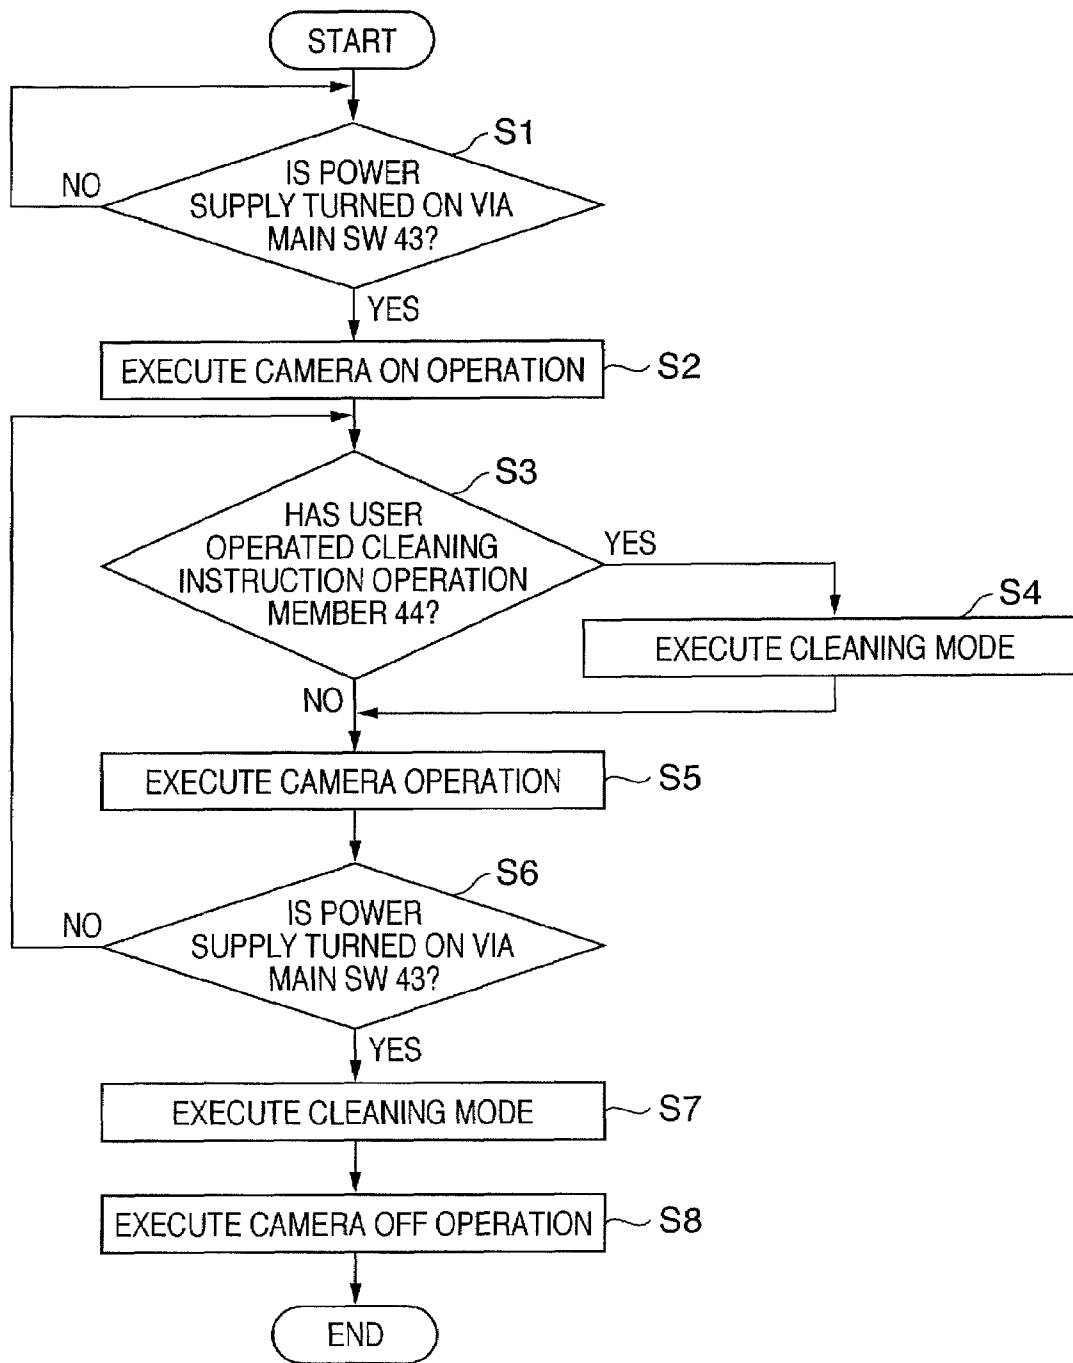 START
S1
IS POWER
SUPPLY TURNED ON VIA
MAIN SW 43?
NO
YES
EXECUTE CAMERA ON OPERATION
S2
S3
HAS USER
OPERATED CLEANING
INSTRUCTION OPERATION
MEMBER 44?
YES
S4
EXECUTE CLEANING MODE
NO
EXECUTE CAMERA OPERATION
S5
S6
IS POWER
SUPPLY TURNED ON VIA
MAIN SW 43?
NO
YES
EXECUTE CLEANING MODE
S7
EXECUTE CAMERA OFF OPERATION
S8
END